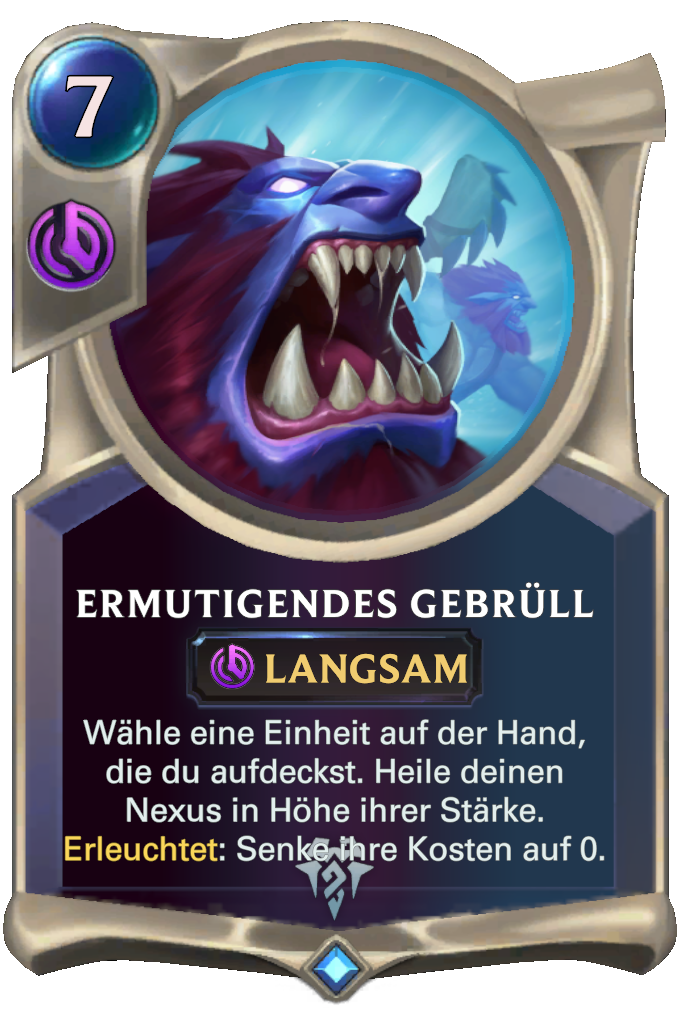 7
ERMUTIGENDES GEBRÜLL
LANGSAM
Wähle eine Einheit auf der Hand,
die du aufdeckst. Heile deinen
Nexus in Höhe ihrer Stärke.
Erleuchtet: Senke ihre Kosten auf 0.